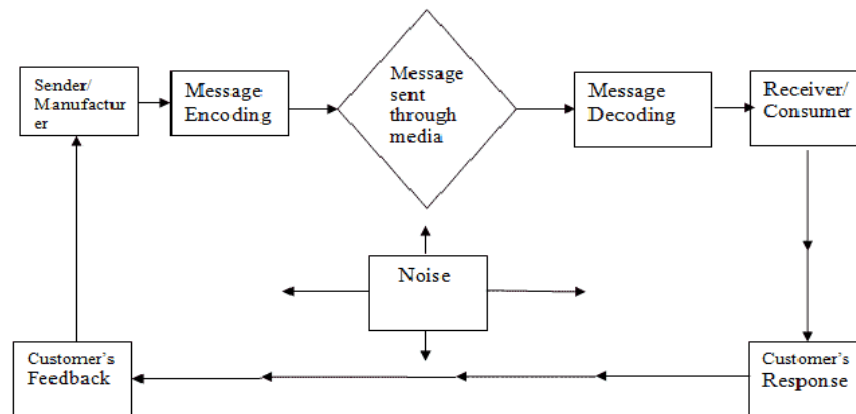 Sender/
Manufactur
er
Message
Encoding
Message
sent
through
media
Message
Decoding
Receiver/
Consumer
Noise
Customer's
Feedback
Customer's
Response